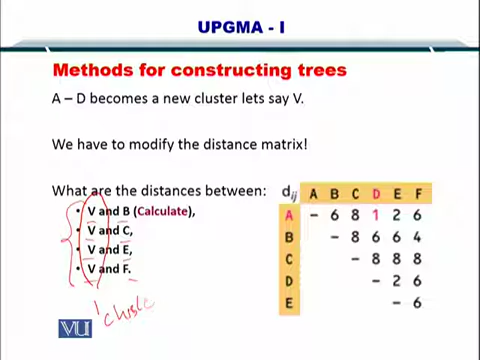 UPGMA - I
Methods for constructing trees
A – D becomes a new cluster lets say V.
We have to modify the distance matrix!
What are the distances between:
• V and B (Calculate),
• V and C,
• V and E,
• V and F.
dij A B C D E F
A - 6 8 1 2 6
B - 8 6 6 4
C - 8 8 8
D - 2 6
E - 6
VU